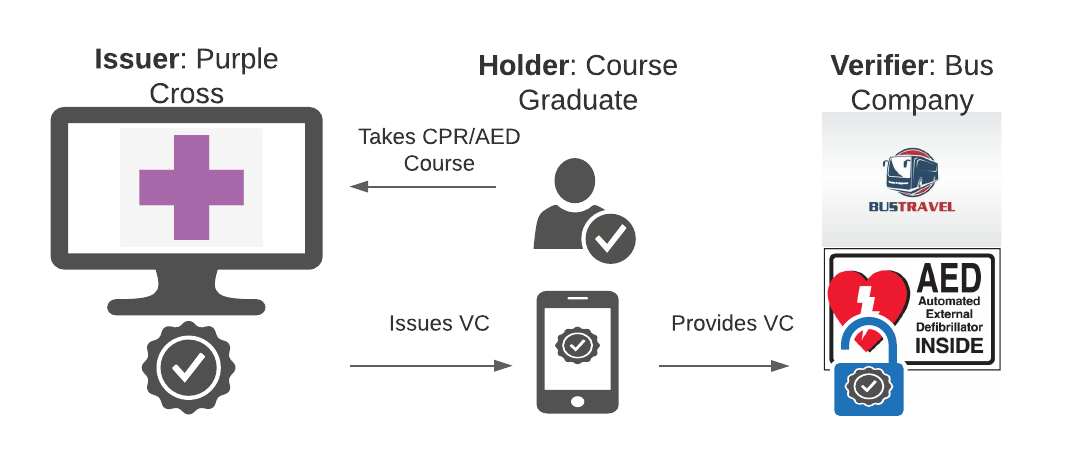 Issuer: Purple
Cross
Holder: Course
Graduate
Verifier: Bus
Company
Takes CPR/AED
Course
BUSTRAVEL
Issues VC
Provides VC
AED
Automated
External
Defibrillator
INSIDE